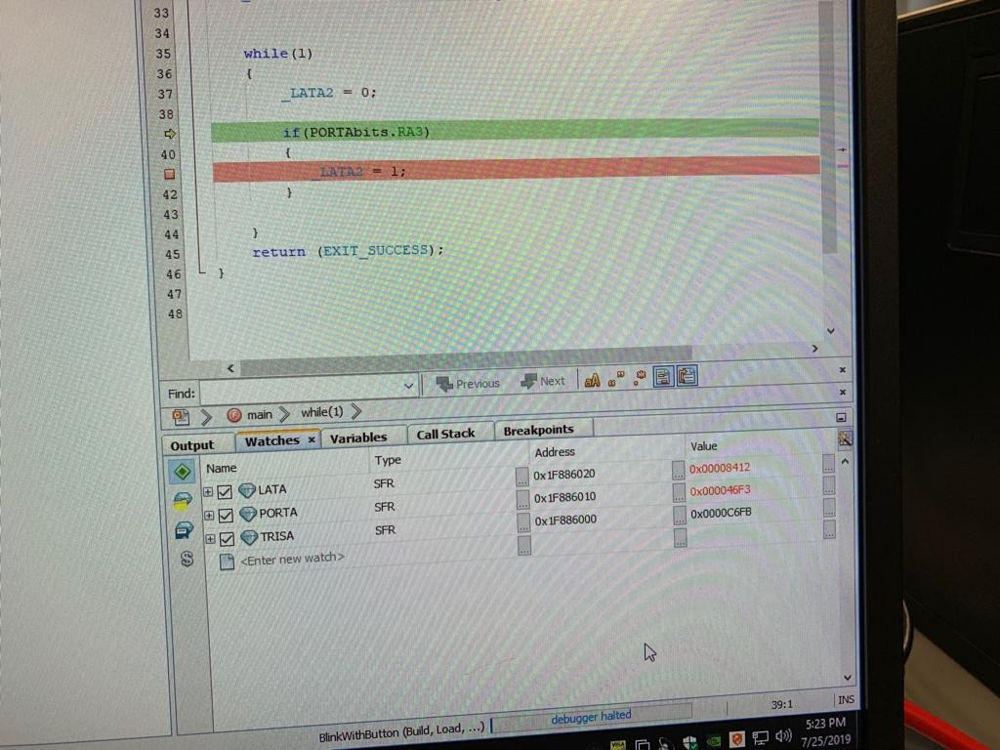 33
34
35 while(1)
36 {
37 _LATA2 = 0;
38
if(PORTAbits.RA3)
40 {
_LATA2 = 1;
42 }
43
44 }
45 return (EXIT_SUCCESS);
46 }
47
48
Find: Previous Next aA
main while(1)
Output Watches × Variables Call Stack Breakpoints
Name Type Address Value
LATA SFR ... 0x1F886020 ... 0x00008412 ...
PORTA SFR ... 0x1F886010 ... 0x000046F3 ...
TRISA SFR ... 0x1F886000 ... 0x0000C6FB ...
<Enter new watch> ... ... ...
39:1 INS
BlinkWithButton (Build, Load, ...) debugger halted
5:23 PM
7/25/2019